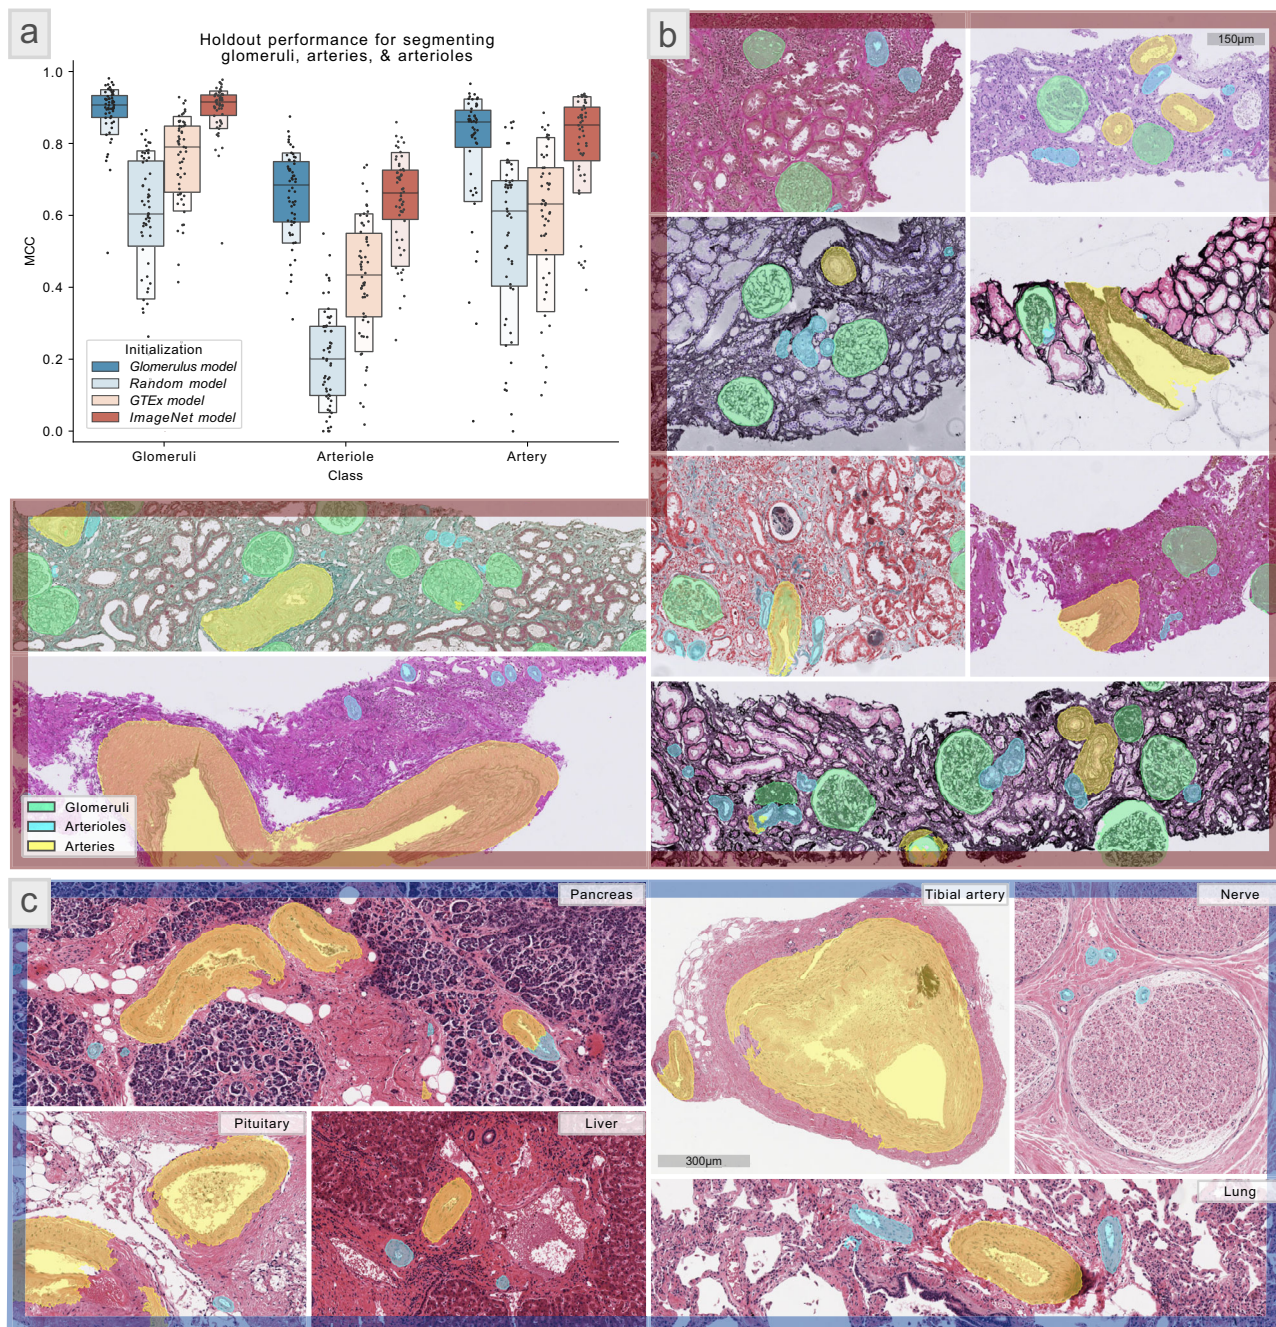 a
Holdout performance for segmenting
glomeruli, arteries, & arterioles
1.0
0.8
0.6
0.4
0.2
0.0
MCC
Initialization
Glomerulus model
Random model
GTEx model
ImageNet model
Glomeruli
Arteriole
Artery
Class
Glomeruli
Arterioles
Arteries
b
150µm
c
Pancreas
Tibial artery
Nerve
Pituitary
Liver
300µm
Lung